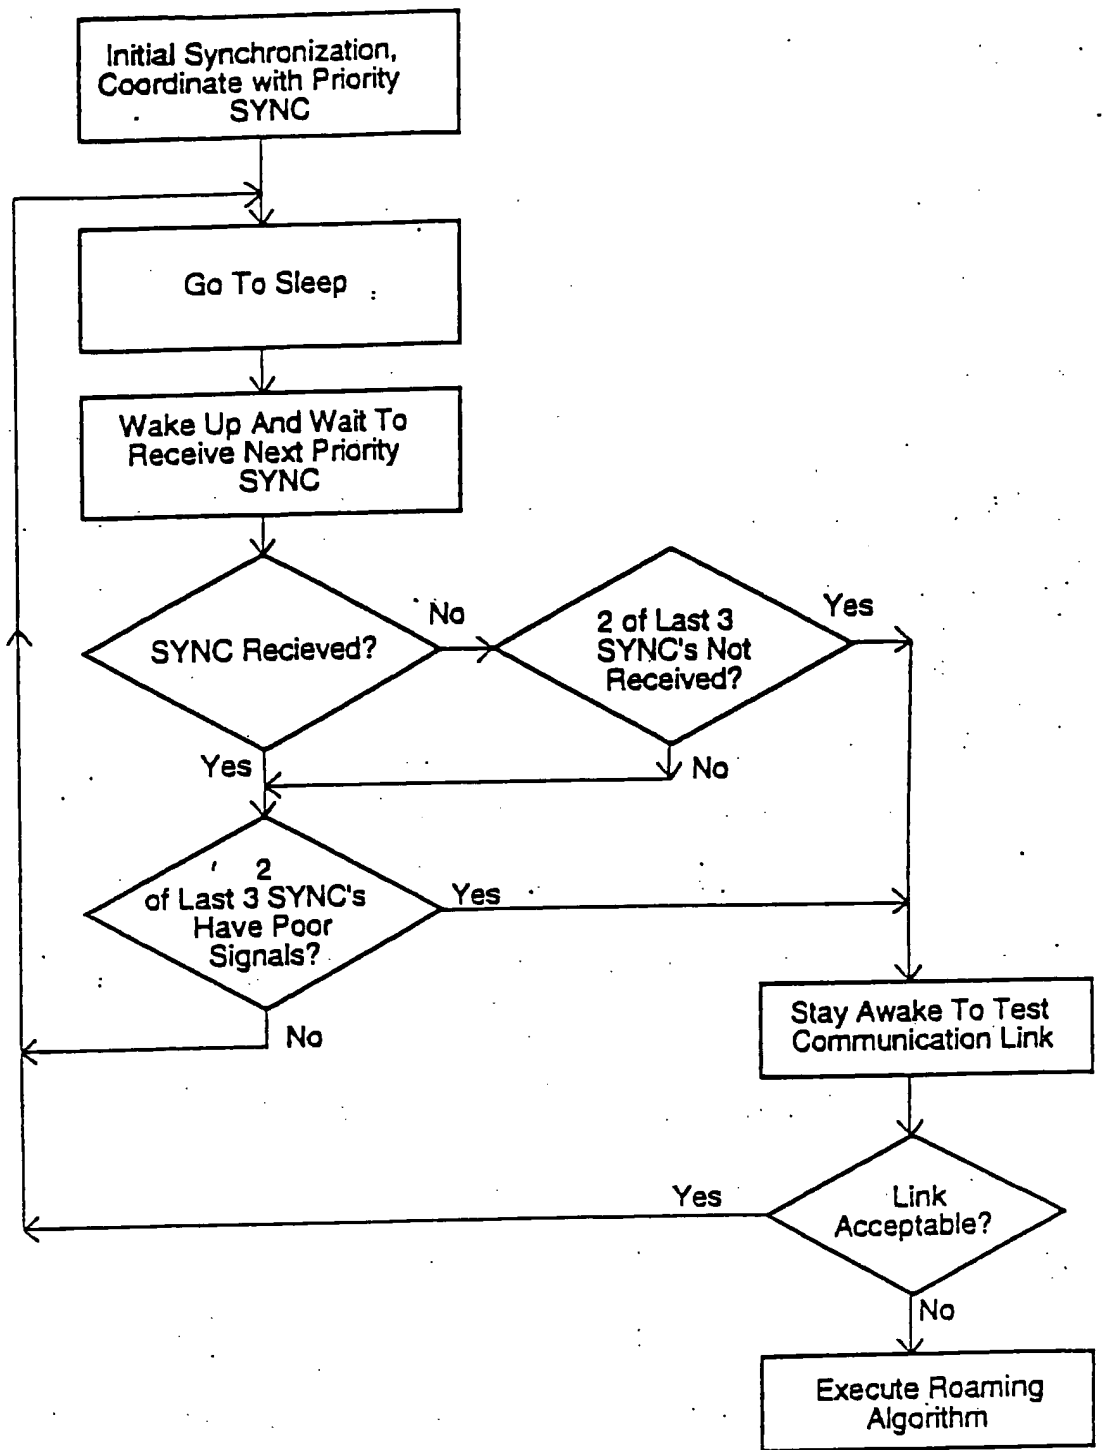 Initial Synchronization,
Coordinate with Priority
SYNC
Go To Sleep
Wake Up And Wait To
Receive Next Priority
SYNC
SYNC Recieved?
No
2 of Last 3
SYNC's Not
Received?
Yes
Yes
No
2
of Last 3 SYNC's
Have Poor
Signals?
Yes
No
Stay Awake To Test
Communication Link
Link
Acceptable?
Yes
No
Execute Roaming
Algorithm